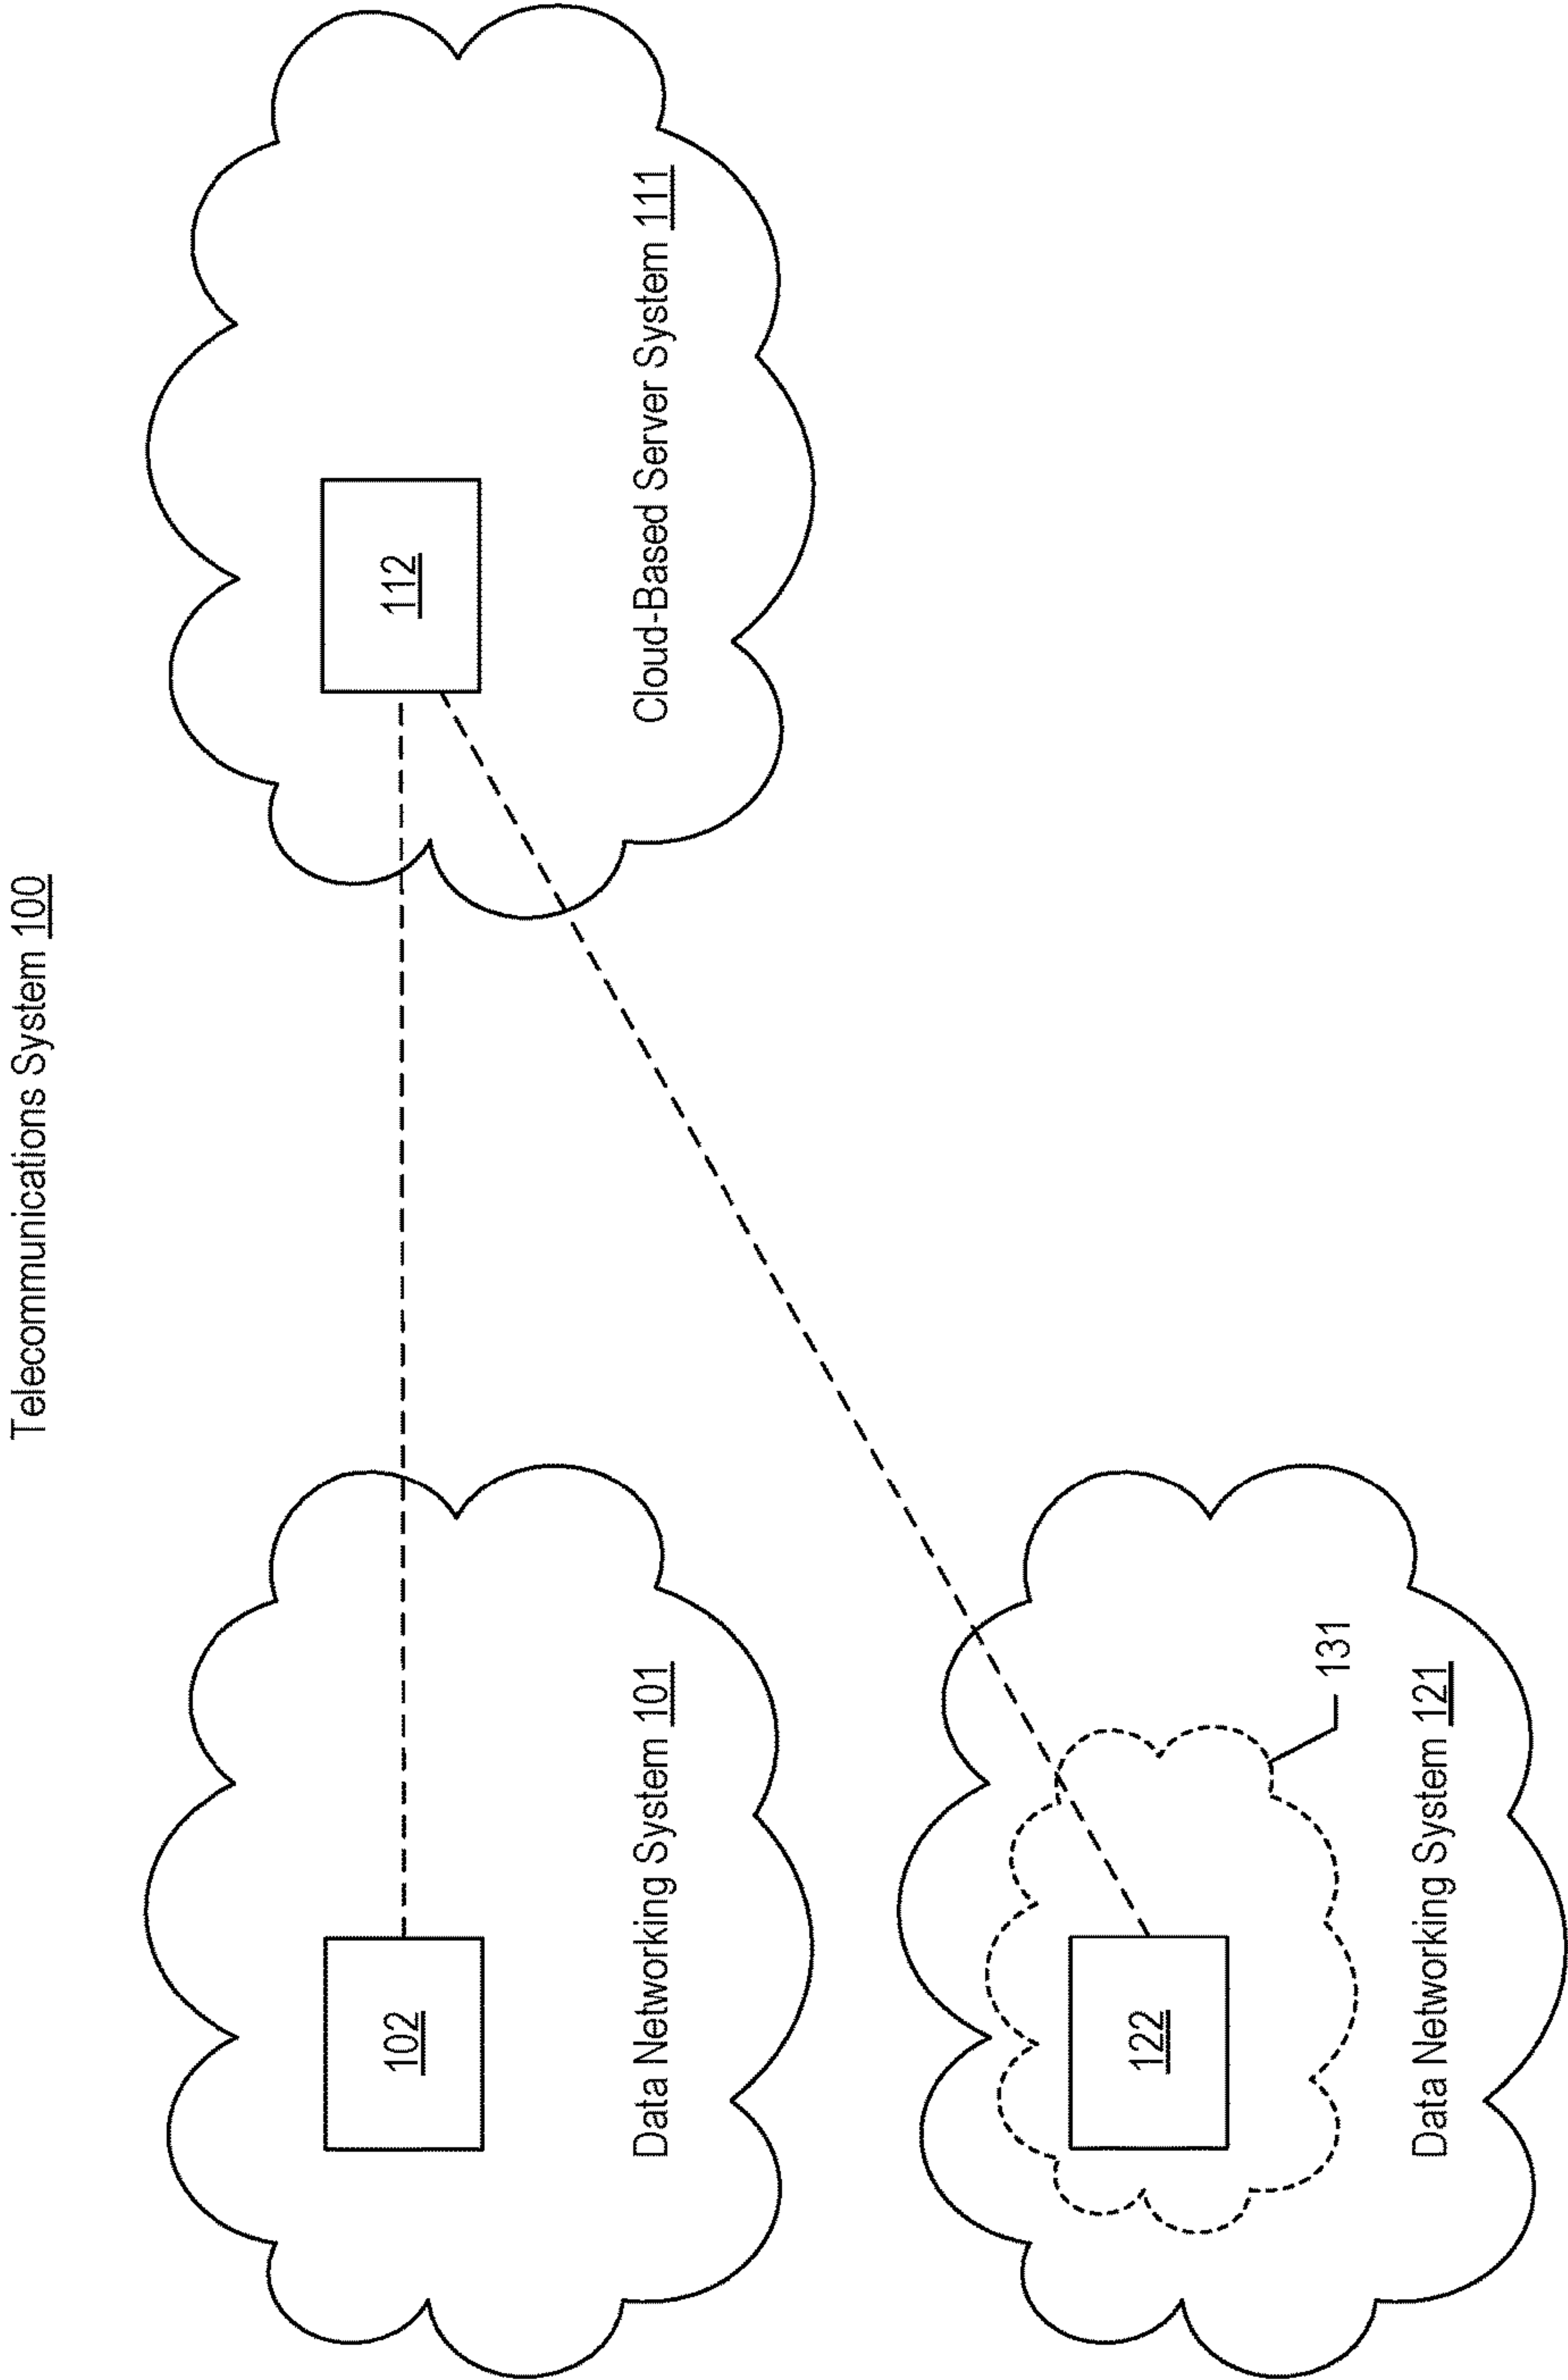 Telecommunications System 100
102
112
Data Networking System 101
Cloud-Based Server System 111
122
131
Data Networking System 121